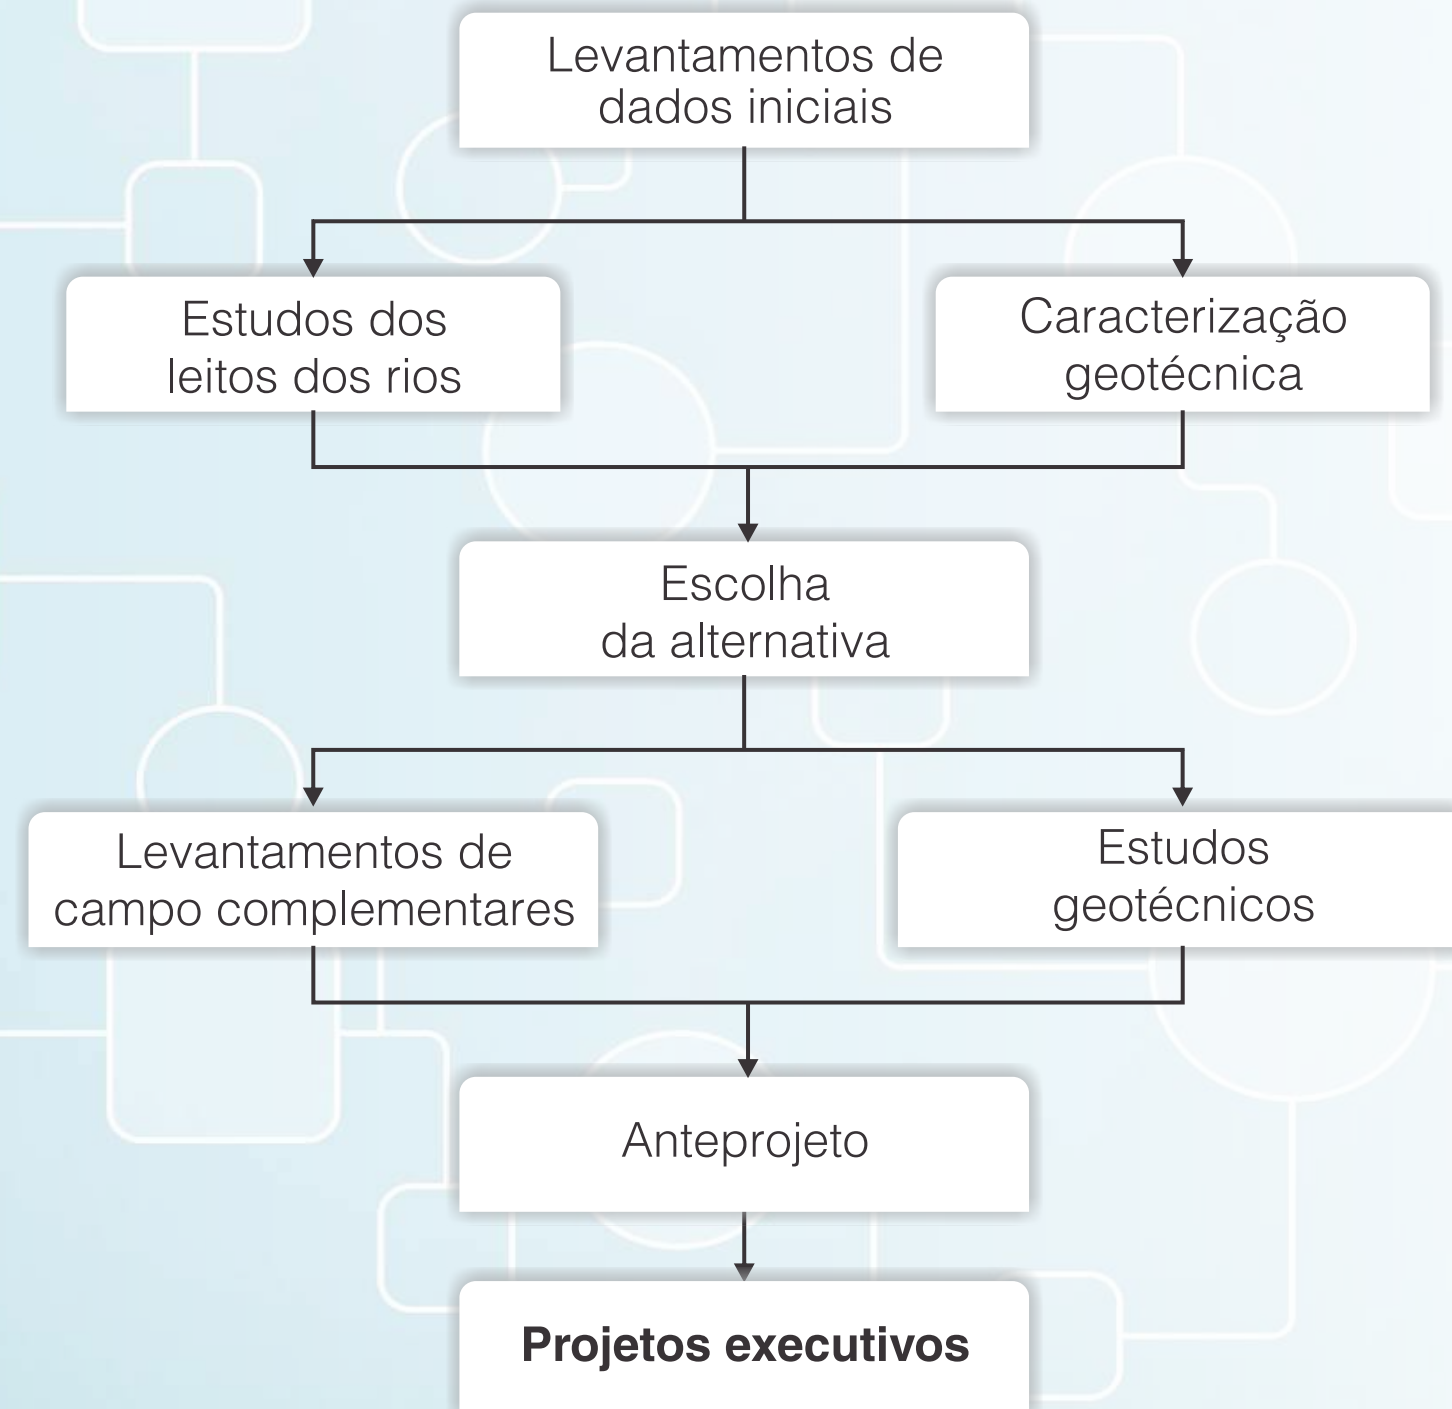 Levantamentos de
dados iniciais
Estudos dos
leitos dos rios
Caracterização
geotécnica
Escolha
da alternativa
Levantamentos de
campo complementares
Estudos
geotécnicos
Anteprojeto
Projetos executivos